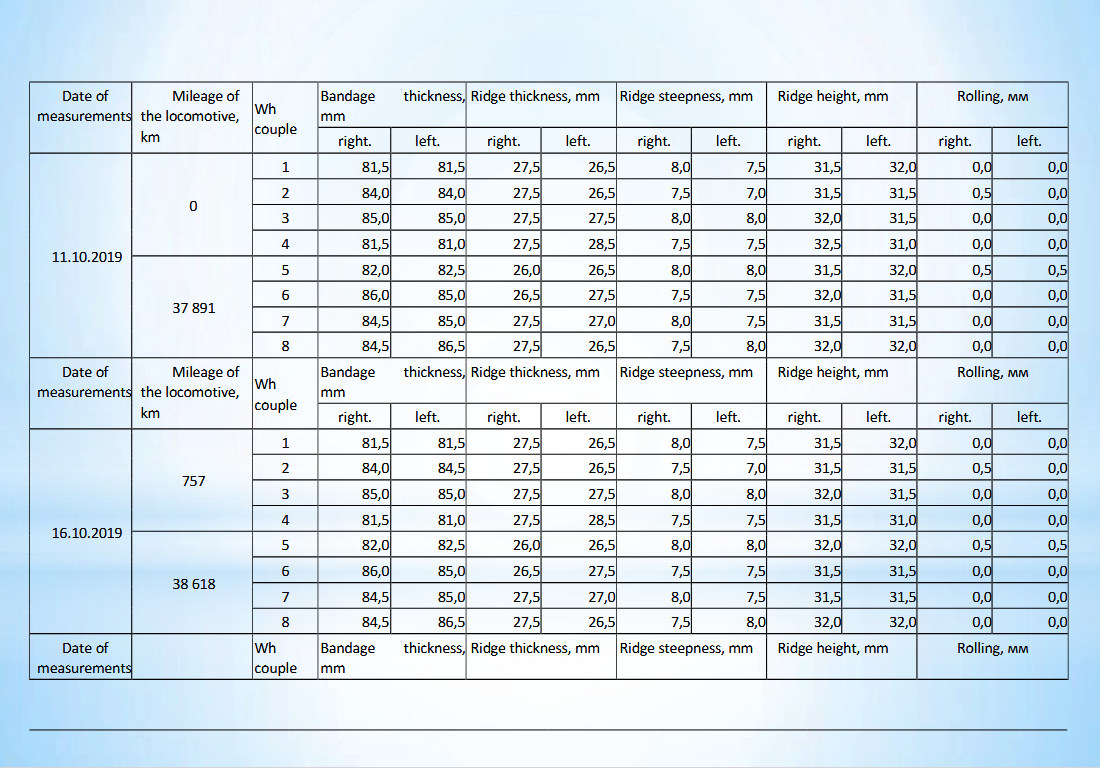 Date of measurements Mileage of the locomotive, km Wh couple Bandage thickness, mm Ridge thickness, mm Ridge steepness, mm Ridge height, mm Rolling, мм
right. left. right. left. right. left. right. left. right. left.
11.10.2019 0 1 81,5 81,5 27,5 26,5 8,0 7,5 31,5 32,0 0,0 0,0
2 84,0 84,0 27,5 26,5 7,5 7,0 31,5 31,5 0,5 0,0
3 85,0 85,0 27,5 27,5 8,0 8,0 32,0 31,5 0,0 0,0
4 81,5 81,0 27,5 28,5 7,5 7,5 32,5 31,0 0,0 0,0
37 891 5 82,0 82,5 26,0 26,5 8,0 8,0 31,5 32,0 0,5 0,5
6 86,0 85,0 26,5 27,5 7,5 7,5 32,0 31,5 0,0 0,0
7 84,5 85,0 27,5 27,0 8,0 7,5 31,5 31,5 0,0 0,0
8 84,5 86,5 27,5 26,5 7,5 8,0 32,0 32,0 0,0 0,0
Date of measurements Mileage of the locomotive, km Wh couple Bandage thickness, mm Ridge thickness, mm Ridge steepness, mm Ridge height, mm Rolling, мм
right. left. right. left. right. left. right. left. right. left.
16.10.2019 757 1 81,5 81,5 27,5 26,5 8,0 7,5 31,5 32,0 0,0 0,0
2 84,0 84,5 27,5 26,5 7,5 7,0 31,5 31,5 0,5 0,0
3 85,0 85,0 27,5 27,5 8,0 8,0 32,0 31,5 0,0 0,0
4 81,5 81,0 27,5 28,5 7,5 7,5 31,5 31,0 0,0 0,0
38 618 5 82,0 82,5 26,0 26,5 8,0 8,0 32,0 32,0 0,5 0,5
6 86,0 85,0 26,5 27,5 7,5 7,5 31,5 31,5 0,0 0,0
7 84,5 85,0 27,5 27,0 8,0 7,5 31,5 31,5 0,0 0,0
8 84,5 86,5 27,5 26,5 7,5 8,0 32,0 32,0 0,0 0,0
Date of measurements Wh couple Bandage thickness, mm Ridge thickness, mm Ridge steepness, mm Ridge height, mm Rolling, мм